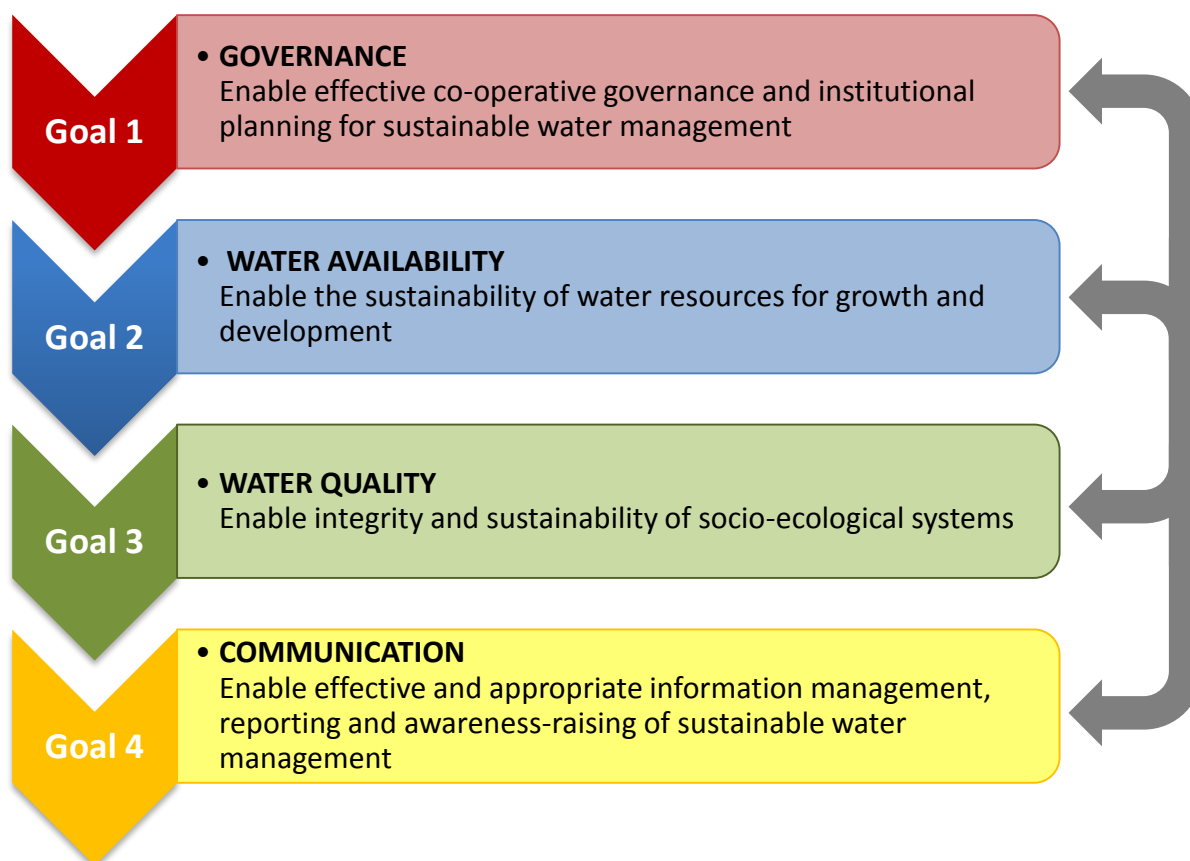 Goal 1
• GOVERNANCE
Enable effective co-operative governance and institutional
planning for sustainable water management
Goal 2
• WATER AVAILABILITY
Enable the sustainability of water resources for growth and
development
Goal 3
• WATER QUALITY
Enable integrity and sustainability of socio-ecological systems
Goal 4
• COMMUNICATION
Enable effective and appropriate information management,
reporting and awareness-raising of sustainable water
management